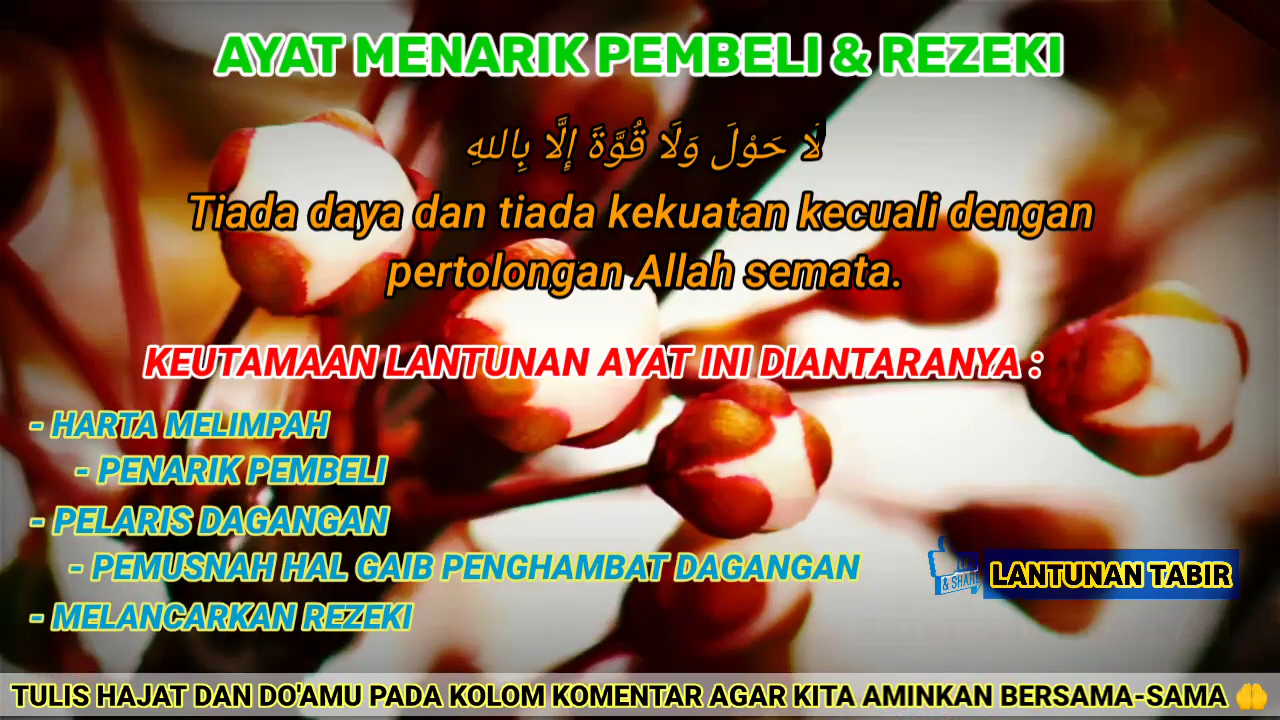 AYAT MENARIK PEMBELI & REZEKI
لَا حَوْلَ وَلَا قُوَّةَ إِلَّا بِاللهِ
Tiada daya dan tiada kekuatan kecuali dengan
pertolongan Allah semata.
KEUTAMAAN LANTUNAN AYAT INI DIANTARANYA :
- HARTA MELIMPAH
- PENARIK PEMBELI
- PELARIS DAGANGAN
- PEMUSNAH HAL GAIB PENGHAMBAT DAGANGAN
- MELANCARKAN REZEKI
& SHARE
LANTUNAN TABIR
TULIS HAJAT DAN DO'AMU PADA KOLOM KOMENTAR AGAR KITA AMINKAN BERSAMA-SAMA 🤲